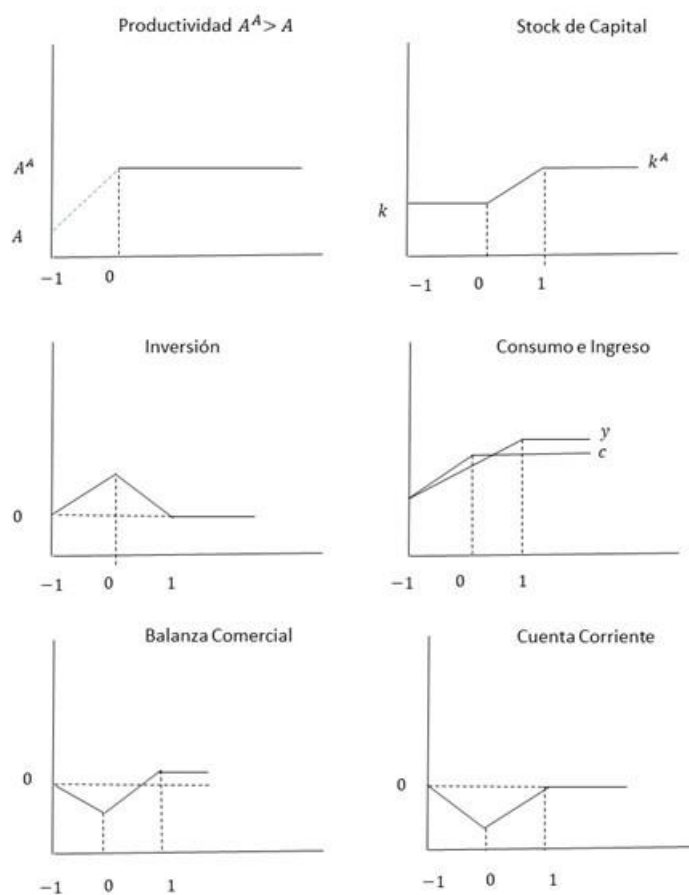 Productividad A^A > A
A^A
A
−1 0
Stock de Capital
k^A
k
−1 0 1
Inversión
0
−1 0 1
Consumo e Ingreso
y
c
−1 0 1
Balanza Comercial
0
−1 0 1
Cuenta Corriente
0
−1 0 1